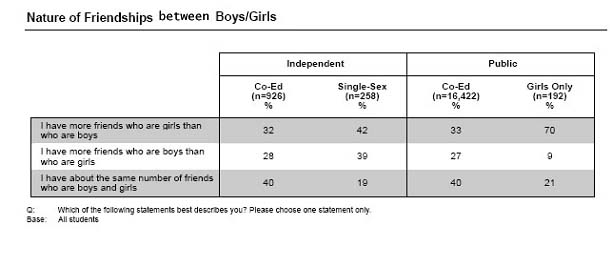 Nature of Friendships between Boys/Girls
Independent Public
Co-Ed Single-Sex Co-Ed Girls Only
(n=926) (n=258) (n=16,422) (n=192)
% % % %
I have more friends who are girls than
who are boys 32 42 33 70
I have more friends who are boys than
who are girls 28 39 27 9
I have about the same number of friends
who are boys and girls 40 19 40 21
Q: Which of the following statements best describes you? Please choose one statement only.
Base: All students